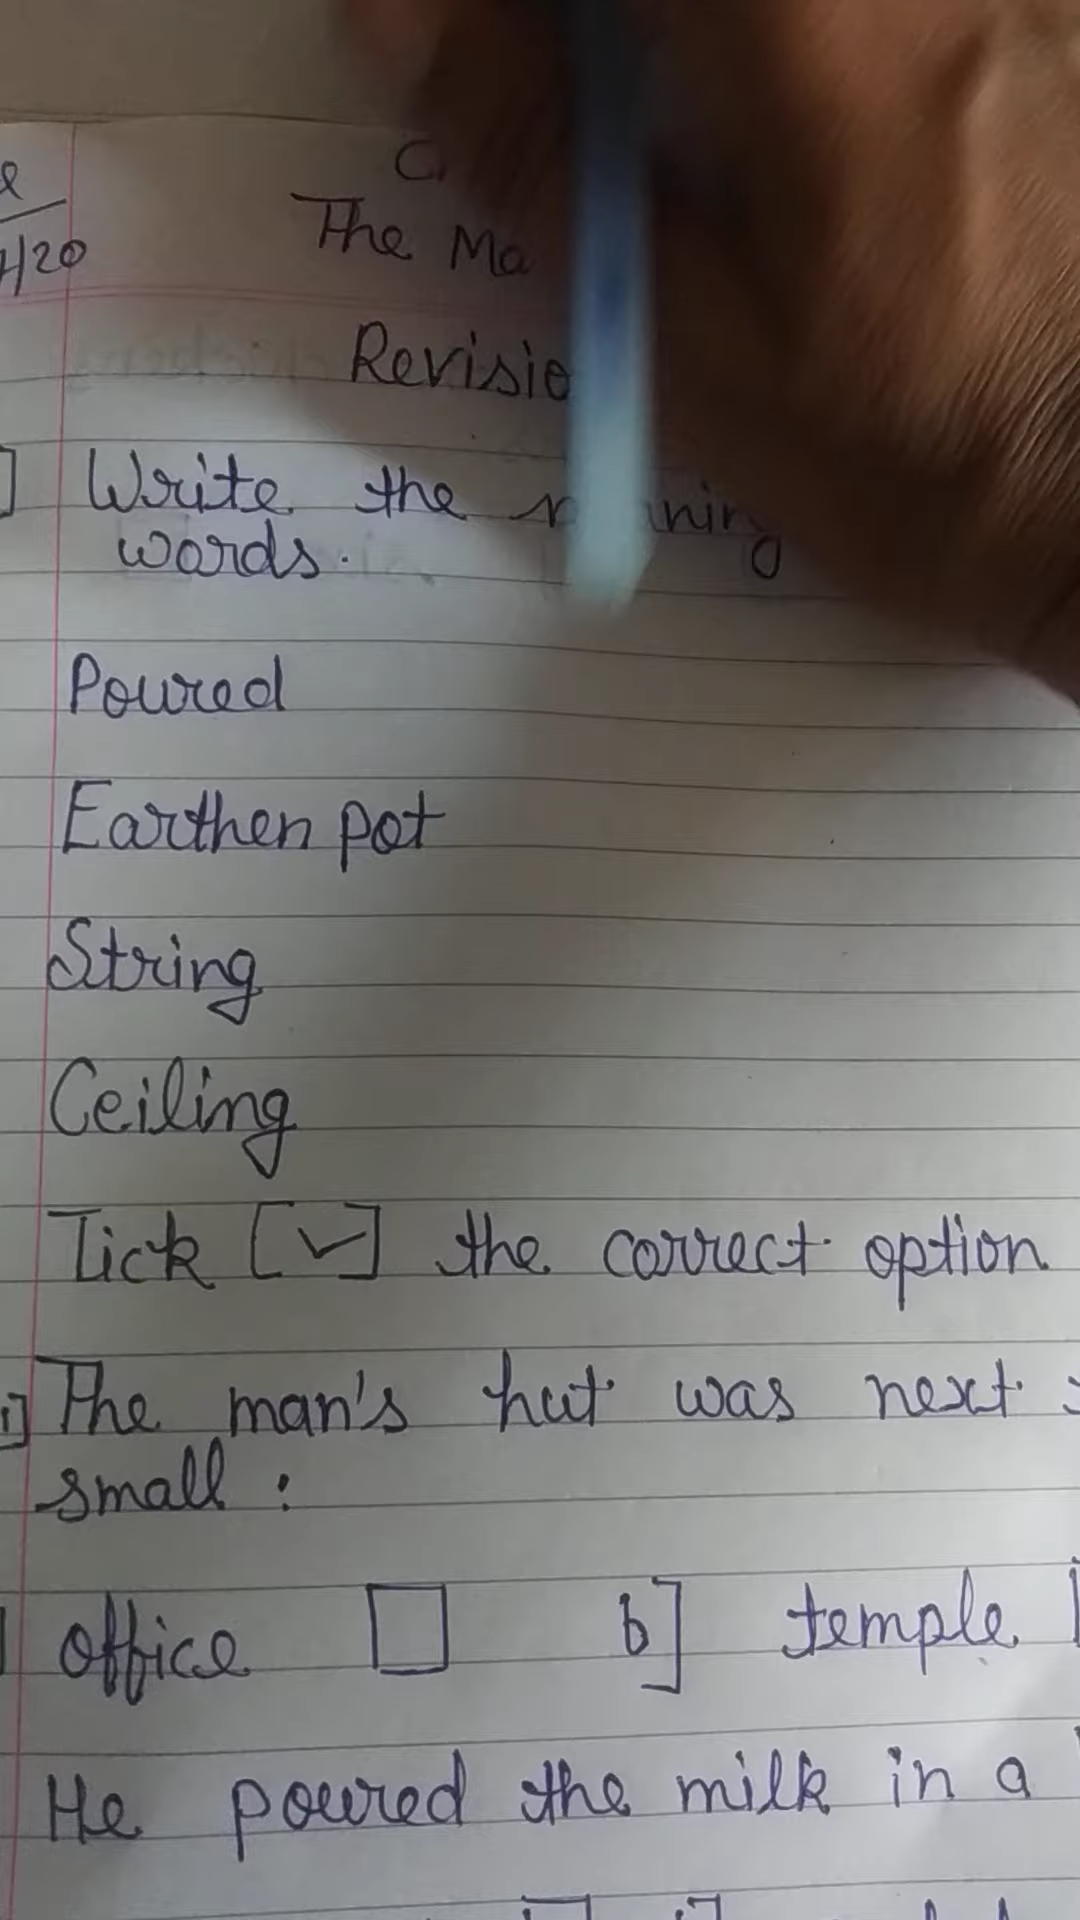 The Ma
Revisio
Write the
words.
Poured
Earthen pot
String
Ceiling
Tick [✓] the correct option
i] The man's hut was next
small :
office □ b] temple
He poured the milk in a